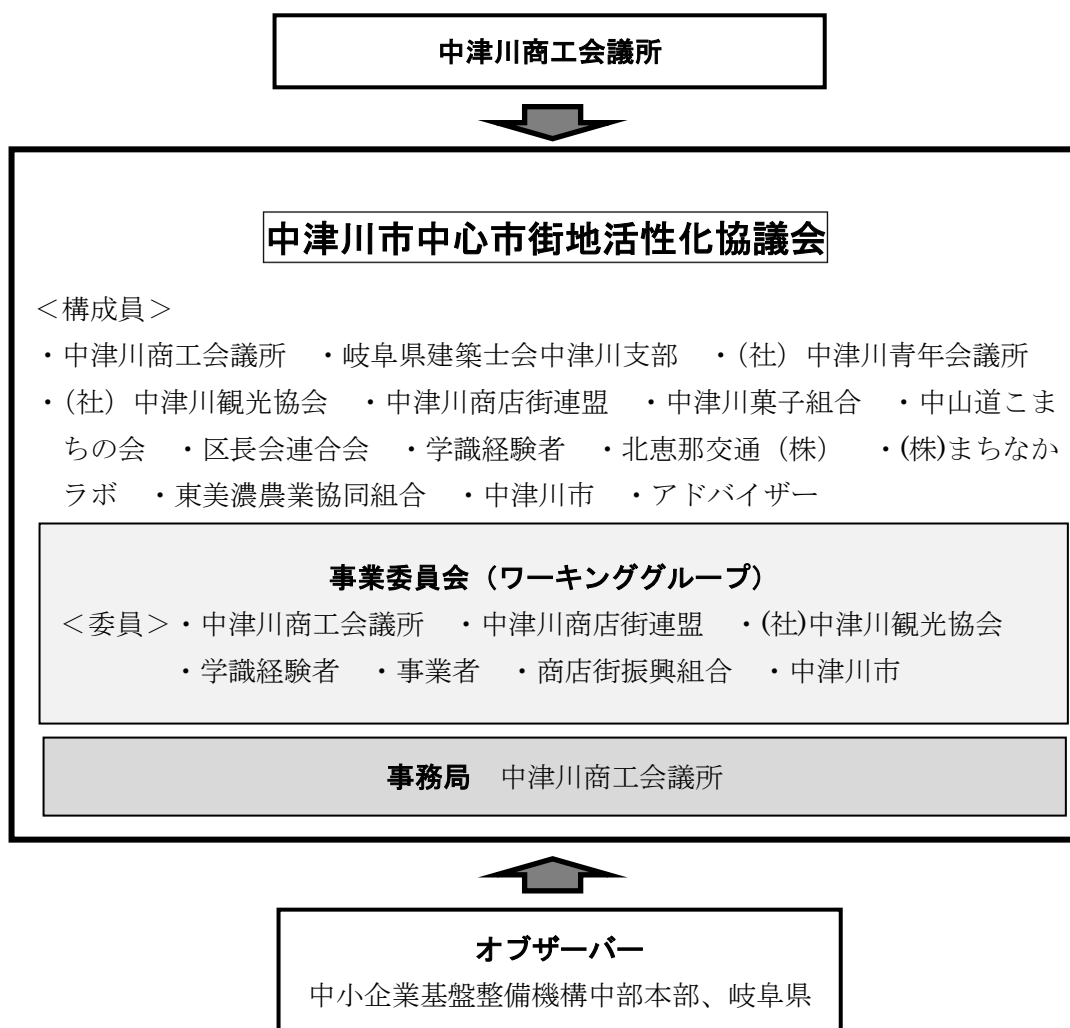 中津川商工会議所
中津川市中心市街地活性化協議会
＜構成員＞
・中津川商工会議所　・岐阜県建築士会中津川支部　・(社）中津川青年会議所
・(社）中津川観光協会　・中津川商店街連盟　・中津川菓子組合　・中山道こま
ちの会　・区長会連合会　・学識経験者　・北恵那交通（株）　・(株)まちなか
ラボ　・東美濃農業協同組合　・中津川市　・アドバイザー
事業委員会（ワーキンググループ）
＜委員＞・中津川商工会議所　・中津川商店街連盟　・(社)中津川観光協会
・学識経験者　・事業者　・商店街振興組合　・中津川市
事務局　中津川商工会議所
オブザーバー
中小企業基盤整備機構中部本部、岐阜県